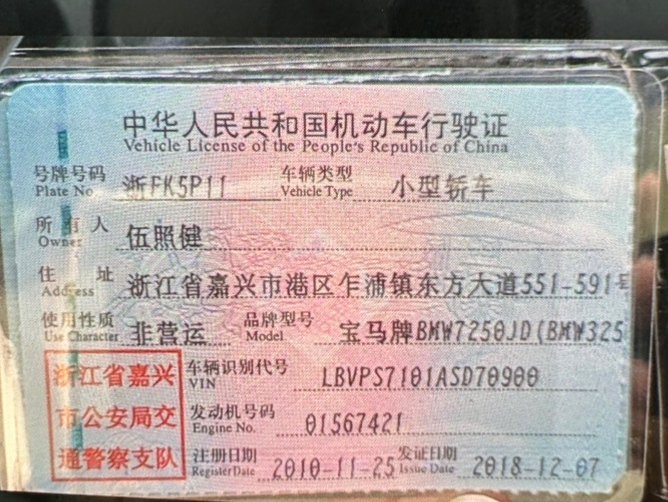 中华人民共和国机动车行驶证
Vehicle License of the People's Republic of China
号牌号码 浙FK5P11 车辆类型 小型轿车
Plate No. Vehicle Type
所有人 伍照健
Owner
住址 浙江省嘉兴市港区乍浦镇东方大道551-591号
Address
使用性质 非营运 品牌型号 宝马牌BMW7250JD(BMW325
Use Character Model
浙江省嘉兴 车辆识别代号 LBVPS7101ASD70900
VIN
市公安局交 发动机号码 01567421
Engine No.
通警察支队 注册日期 2010-11-25 发证日期 2018-12-07
Register Date Issue Date